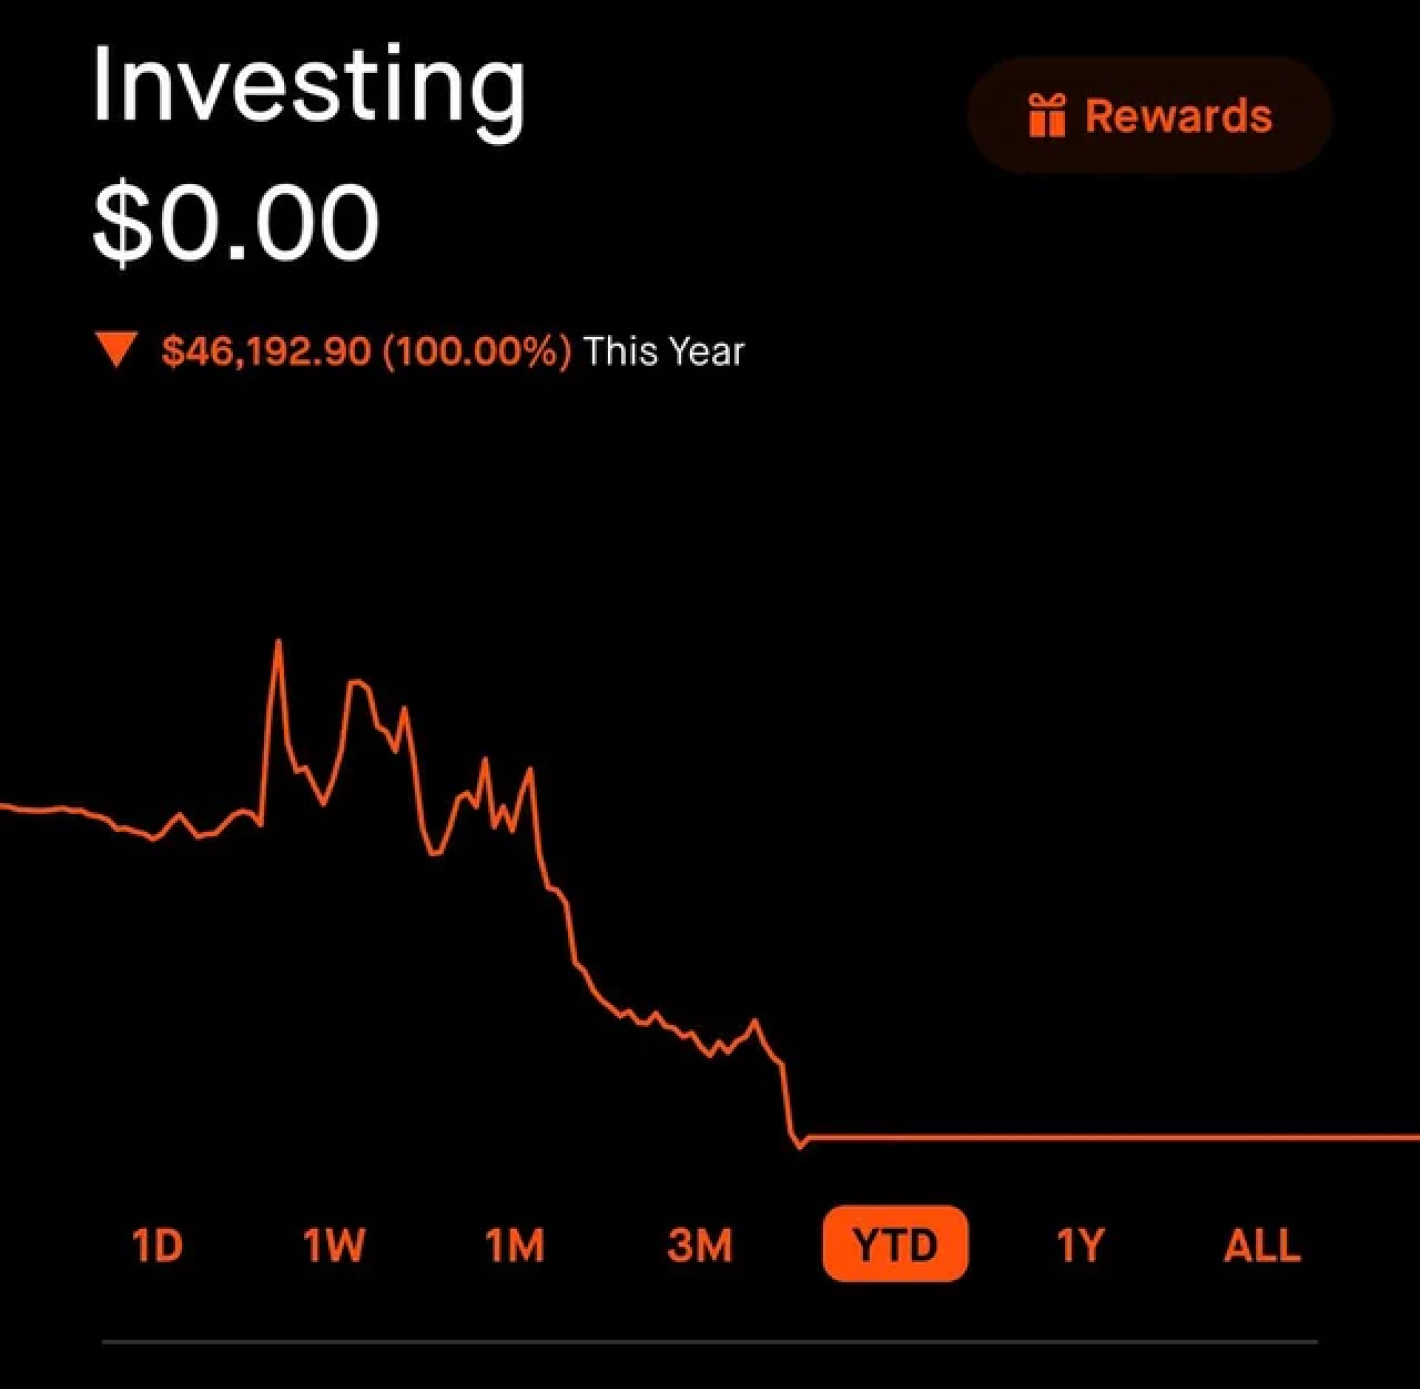 Investing
Rewards
$0.00
▼ $46,192.90 (100.00%) This Year
1D 1W 1M 3M YTD 1Y ALL